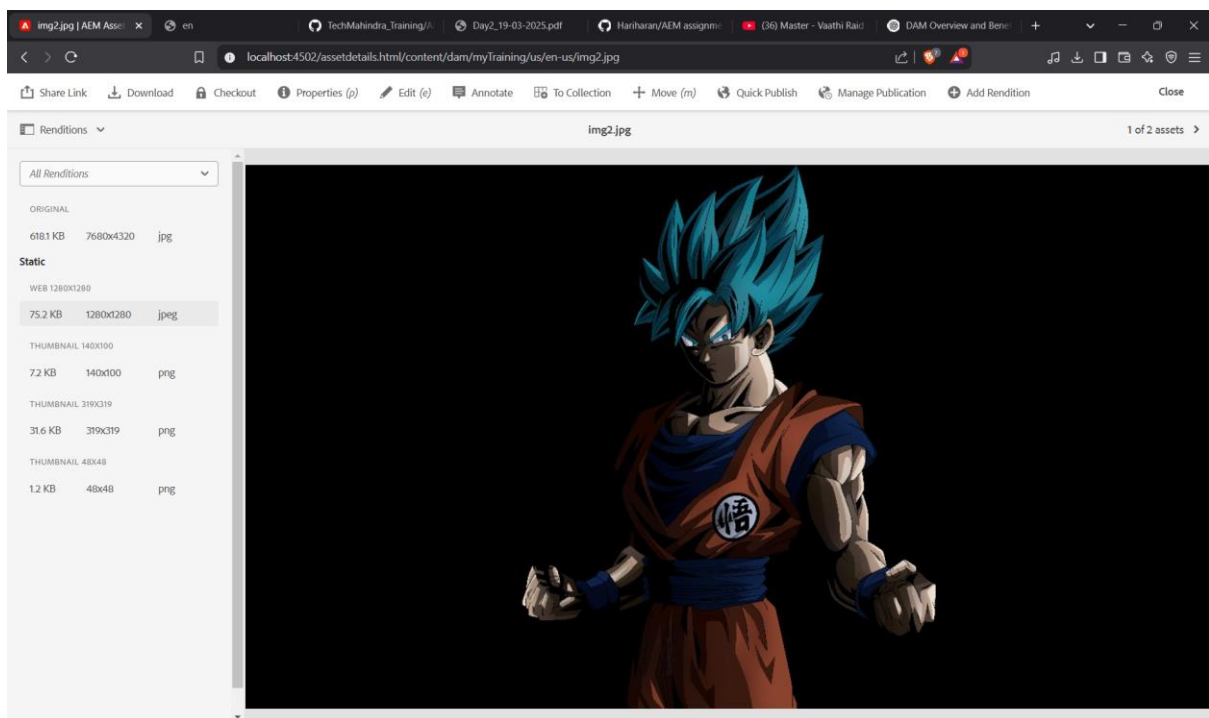 img2.jpg | AEM Asse
en
TechMahindra_Training/A
Day2_19-03-2025.pdf
Hariharan/AEM assignme
(36) Master - Vaathi Raid
DAM Overview and Bene
localhost:4502/assetdetails.html/content/dam/myTraining/us/en-us/img2.jpg
Share Link Download Checkout Properties (p) Edit (e) Annotate To Collection Move (m) Quick Publish Manage Publication Add Rendition Close
Renditions img2.jpg 1 of 2 assets
All Renditions
ORIGINAL
618.1 KB 7680x4320 jpg
Static
WEB 1280X1280
75.2 KB 1280x1280 jpeg
THUMBNAIL 140X100
7.2 KB 140x100 png
THUMBNAIL 319X319
31.6 KB 319x319 png
THUMBNAIL 48X48
1.2 KB 48x48 png
悟